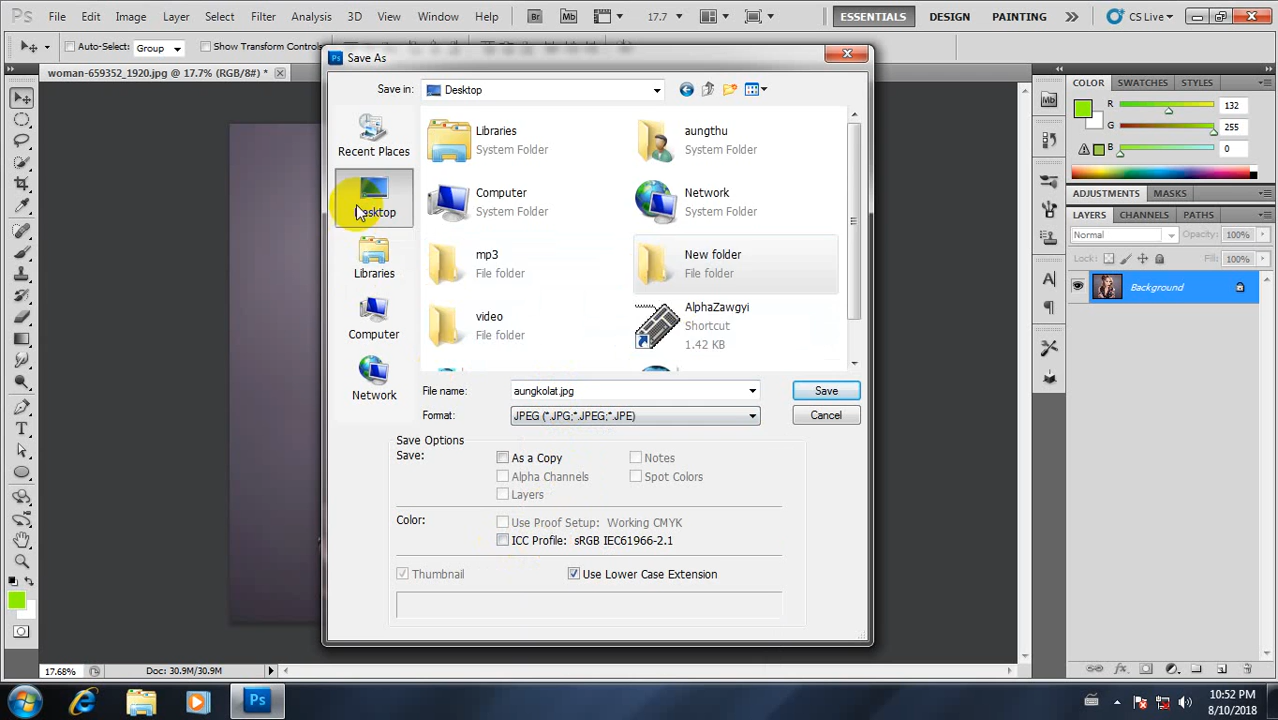 Ps File Edit Image Layer Select Filter Analysis 3D View Window Help Br Mb 17.7 ESSENTIALS DESIGN PAINTING CS Live
Auto-Select: Group Show Transform Controls
woman-659352_1920.jpg @ 17.7% (RGB/8#) *
Save As
Save in: Desktop
Recent Places
Desktop
Libraries
Computer
Network
Libraries
System Folder
aungthu
System Folder
Computer
System Folder
Network
System Folder
mp3
File folder
New folder
File folder
video
File folder
AlphaZawgyi
Shortcut
1.42 KB
File name: aungkolat.jpg Save
Format: JPEG (*.JPG;*.JPEG;*.JPE) Cancel
Save Options
Save: As a Copy Notes
Alpha Channels Spot Colors
Layers
Color: Use Proof Setup: Working CMYK
ICC Profile: sRGB IEC61966-2.1
Thumbnail Use Lower Case Extension
COLOR SWATCHES STYLES
R 132
G 255
B 0
ADJUSTMENTS MASKS
LAYERS CHANNELS PATHS
Normal Opacity: 100%
Lock: Fill: 100%
Background
17.68% Doc: 30.9M/30.9M
Ps
10:52 PM
8/10/2018